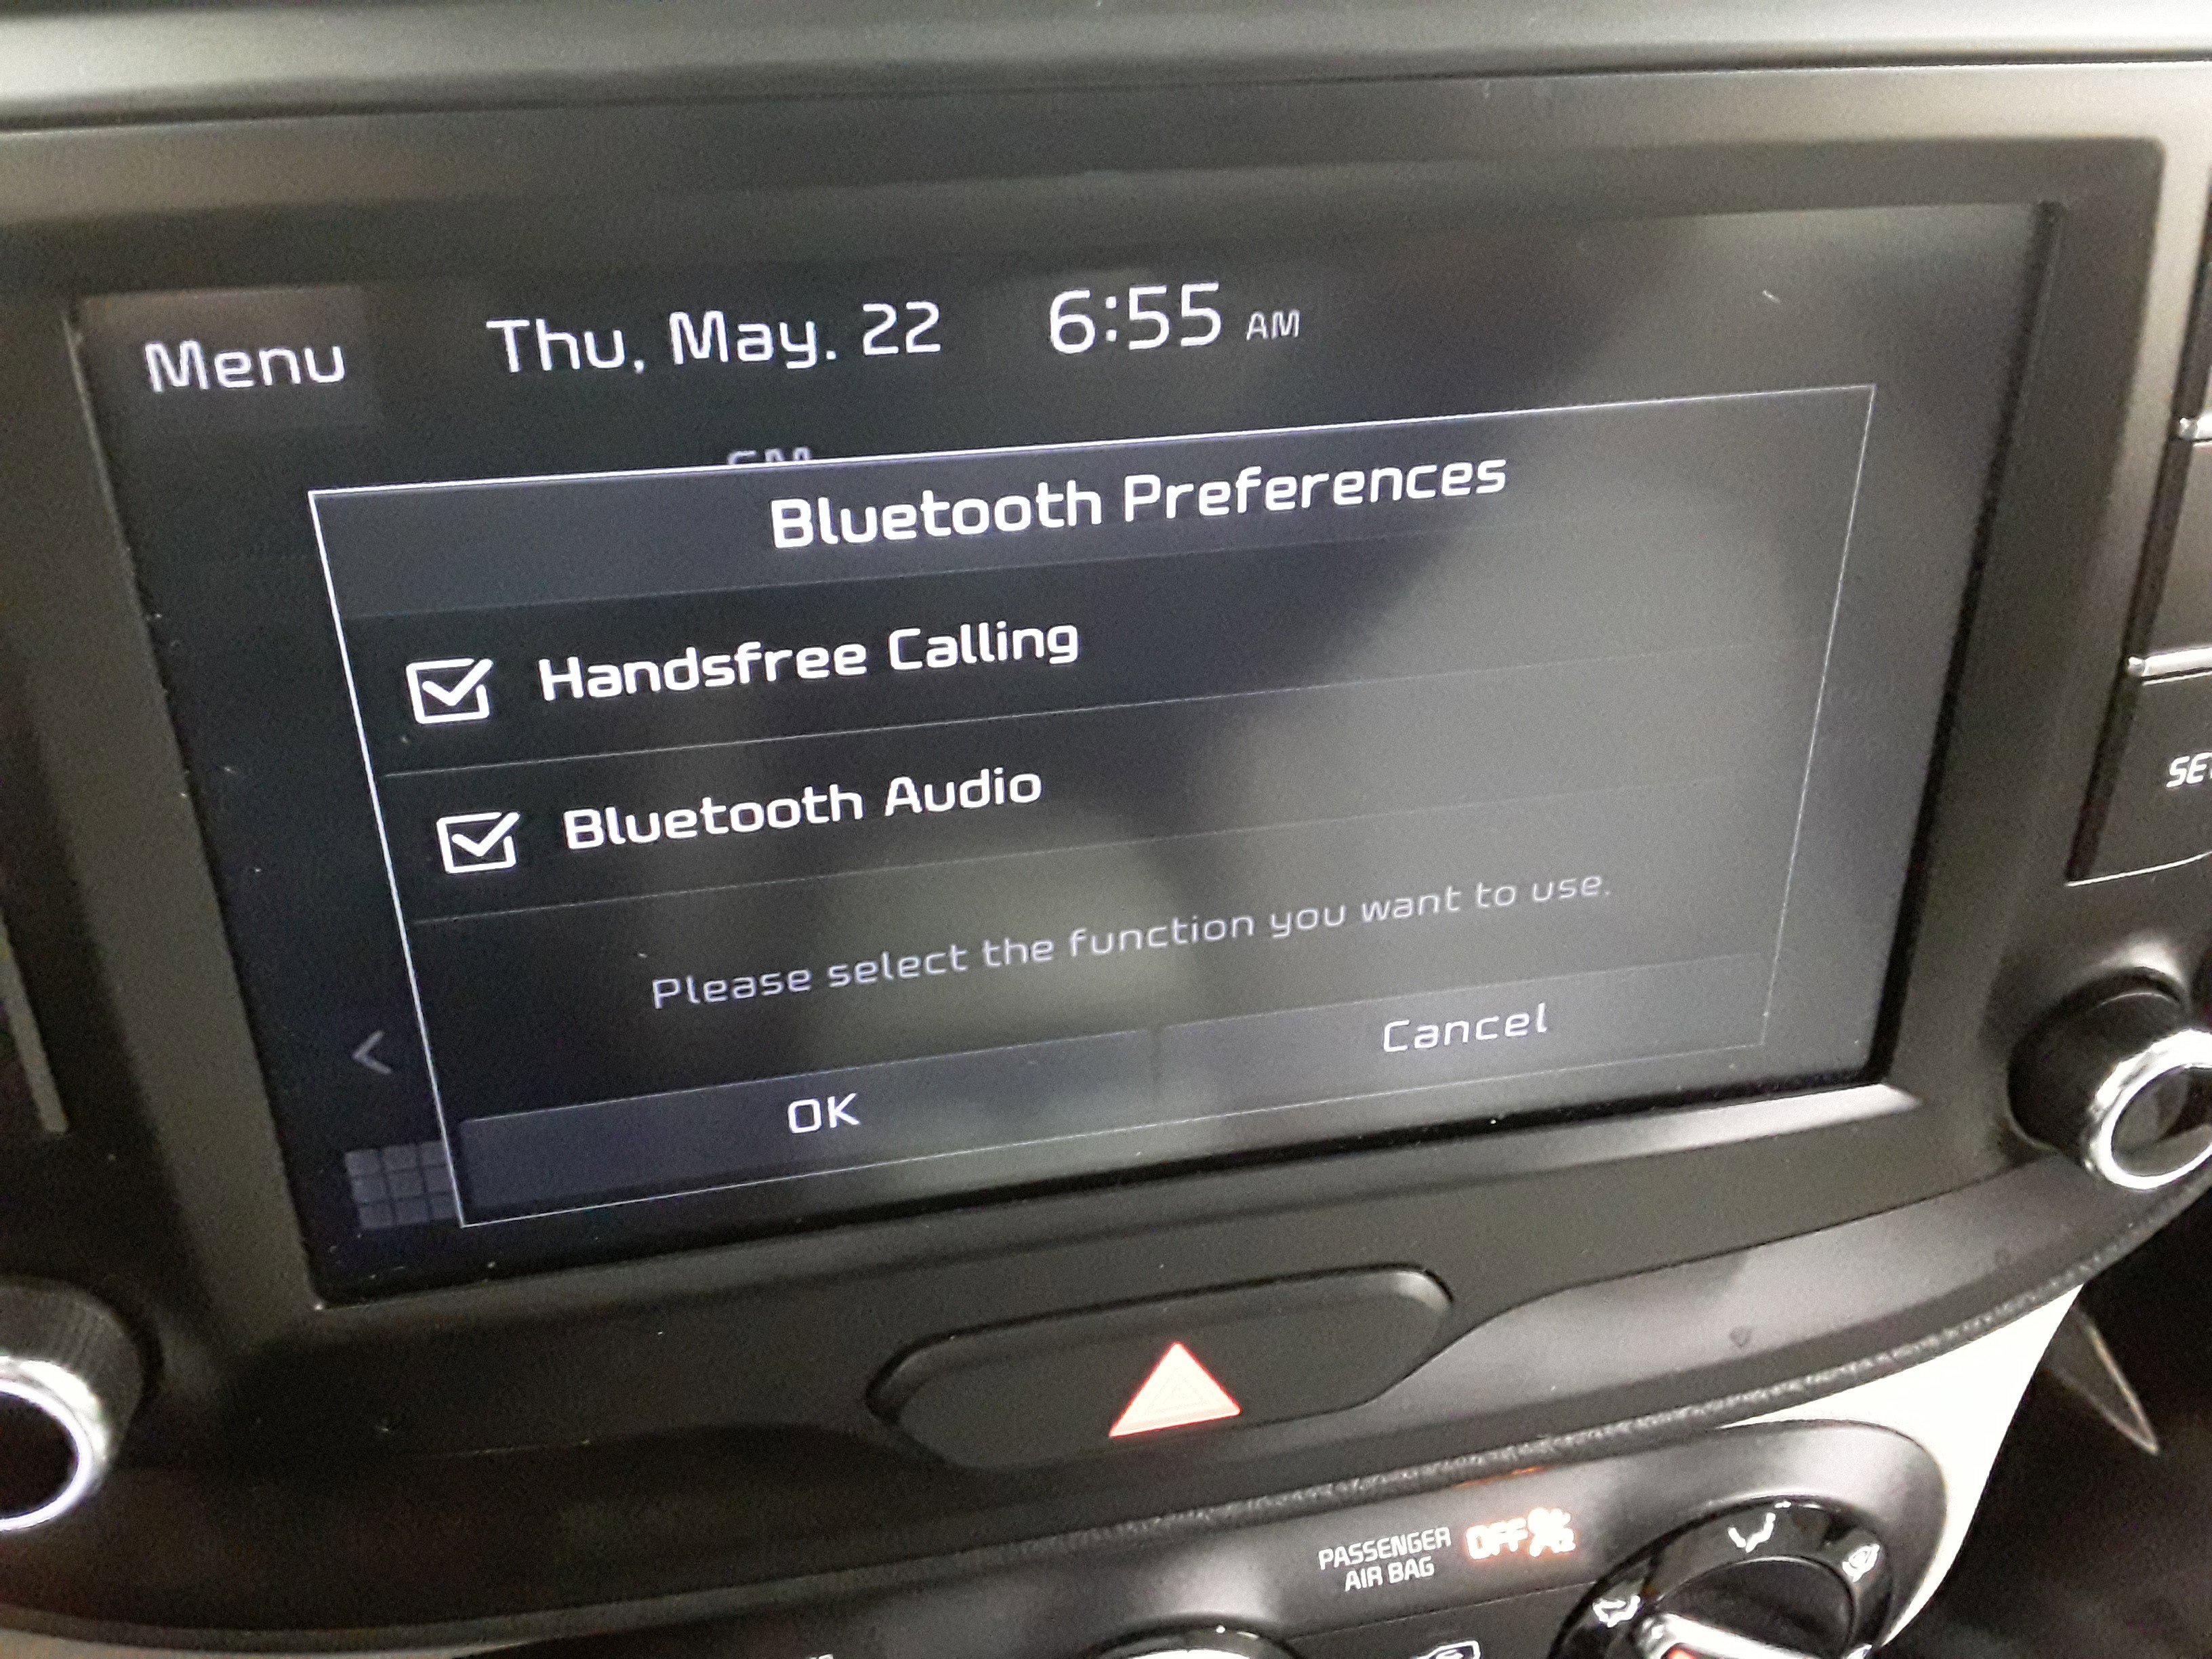 Menu Thu, May. 22 6:55 AM
Bluetooth Preferences
Handsfree Calling
Bluetooth Audio
Please select the function you want to use.
OK Cancel
PASSENGER
AIR BAG OFF